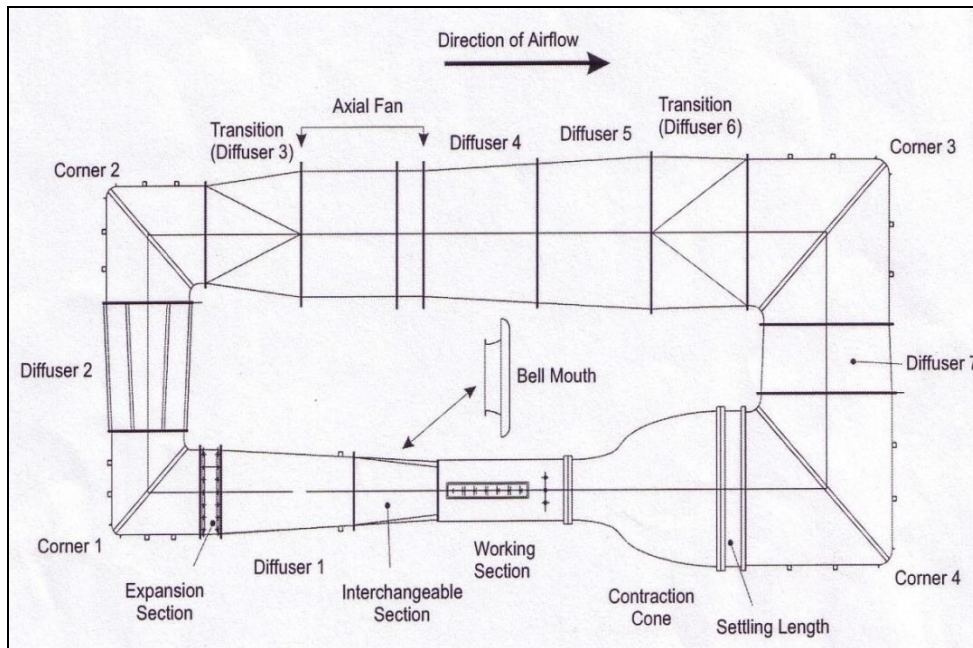 Direction of Airflow
Axial Fan
Transition
(Diffuser 3)
Diffuser 4
Diffuser 5
Transition
(Diffuser 6)
Corner 2
Corner 3
Diffuser 2
Bell Mouth
Diffuser 7
Corner 1
Expansion
Section
Diffuser 1
Interchangeable
Section
Working
Section
Contraction
Cone
Settling Length
Corner 4